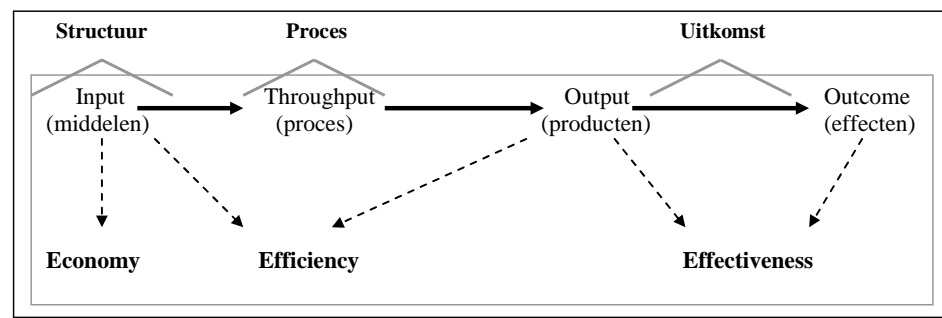 Structuur Proces Uitkomst
Input Throughput Output Outcome
(middelen) (proces) (producten) (effecten)
Economy Efficiency Effectiveness